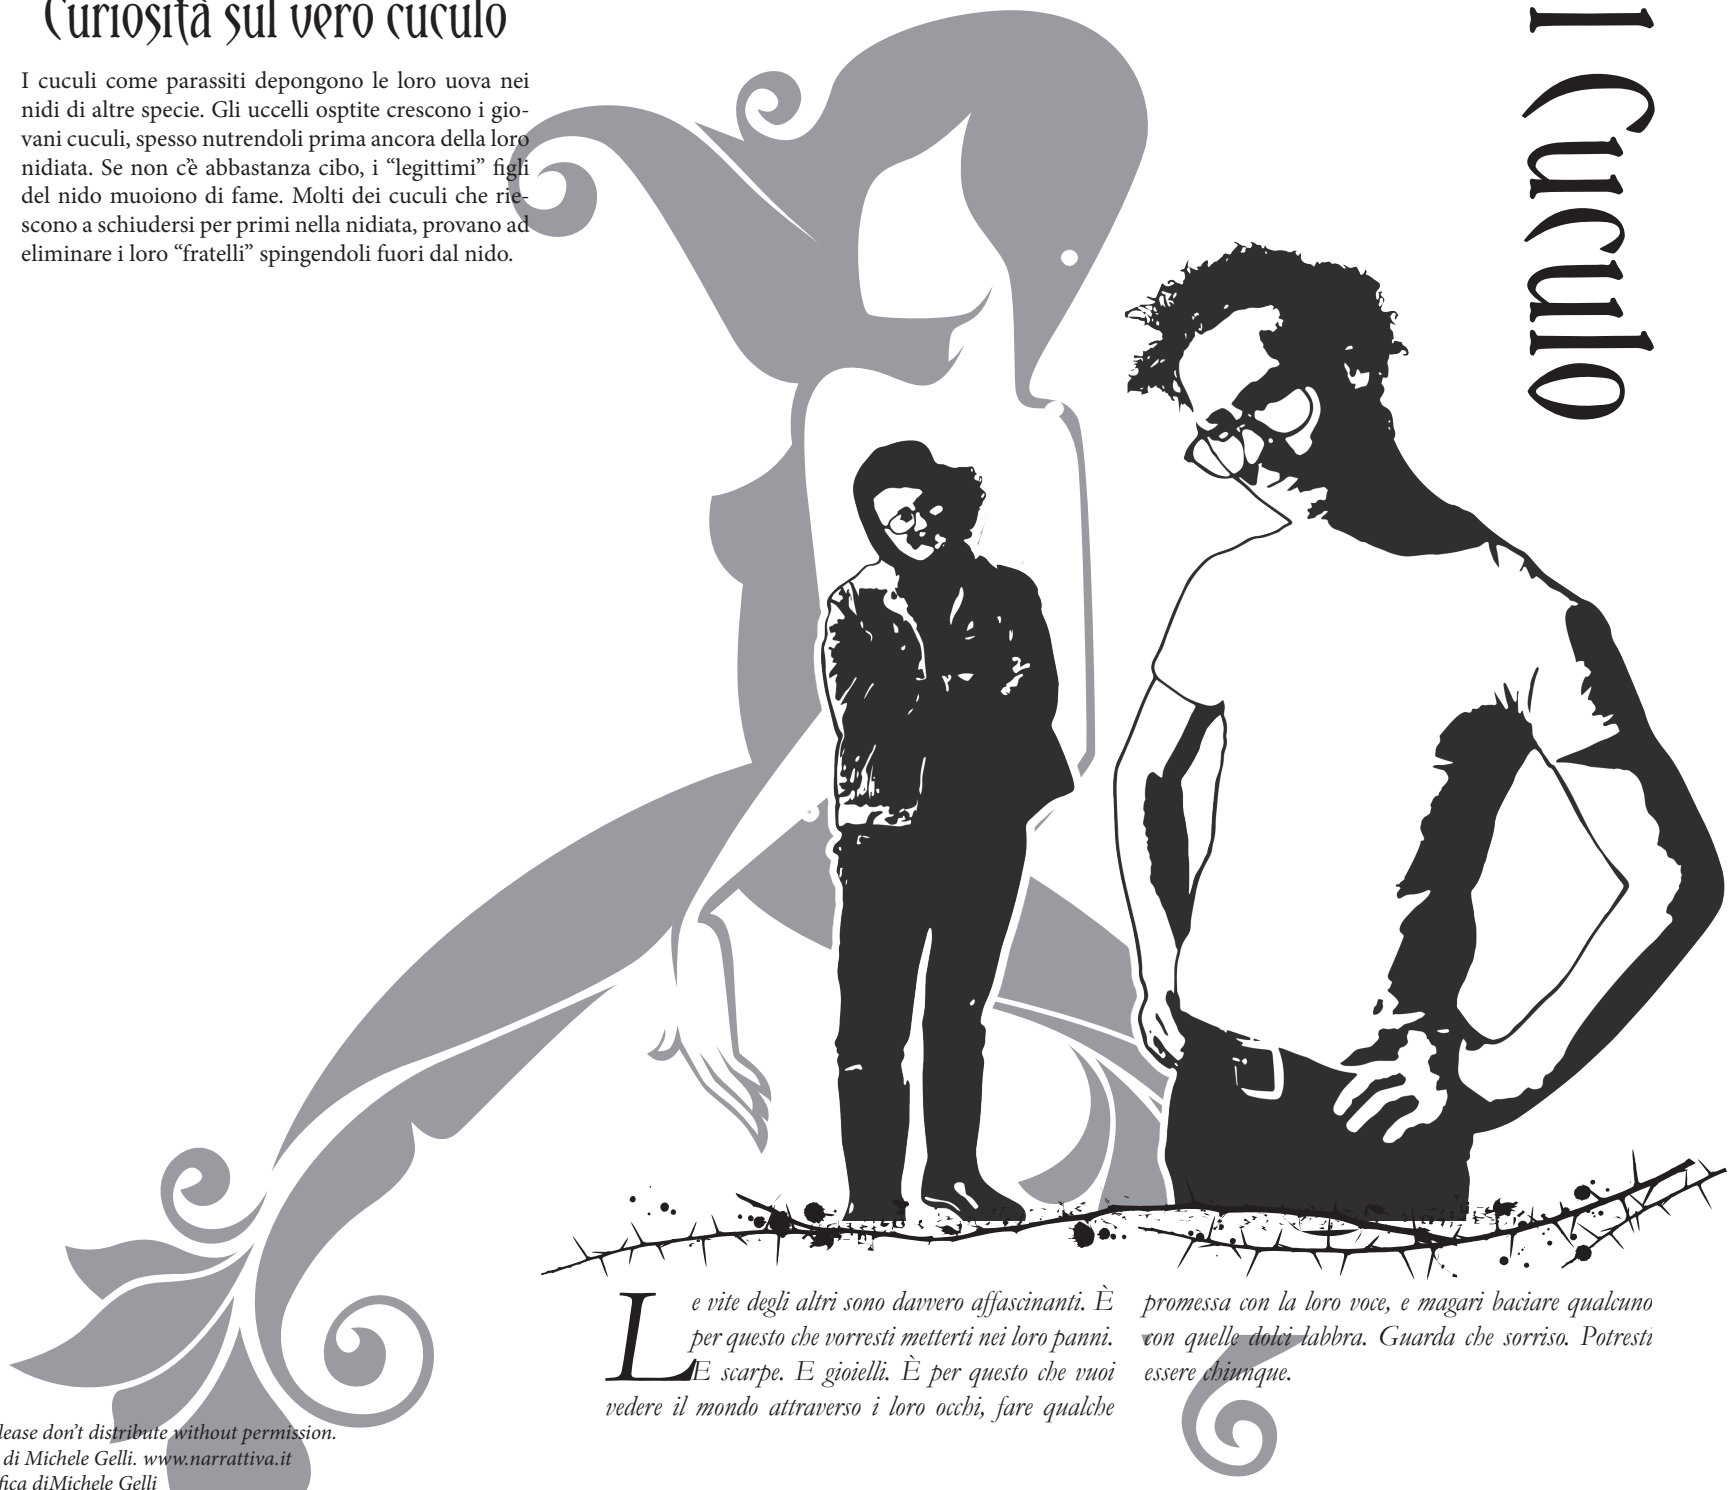 Curiosità sul vero cuculo
I cuculi come parassiti depongono le loro uova nei
nidi di altre specie. Gli uccelli osptite crescono i gio-
vani cuculi, spesso nutrendoli prima ancora della loro
nidiata. Se non c’è abbastanza cibo, i “legittimi” figli
del nido muoiono di fame. Molti dei cuculi che rie-
scono a schiudersi per primi nella nidiata, provano ad
eliminare i loro “fratelli” spingendoli fuori dal nido.
I Cuculo
Le vite degli altri sono davvero affascinanti. È
per questo che vorresti metterti nei loro panni.
E scarpe. E gioielli. È per questo che vuoi
vedere il mondo attraverso i loro occhi, fare qualche
promessa con la loro voce, e magari baciare qualcuno
con quelle dolci labbra. Guarda che sorriso. Potresti
essere chiunque.
lease don’t distribute without permission.
di Michele Gelli. www.narrattiva.it
fica diMichele Gelli